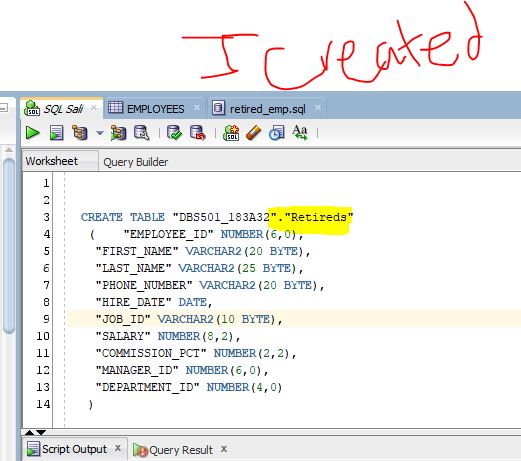 I created
SQL Sali EMPLOYEES retired_emp.sql
Worksheet Query Builder
1
2
3 CREATE TABLE "DBS501_183A32"."Retireds"
4 ( "EMPLOYEE_ID" NUMBER(6,0),
5 "FIRST_NAME" VARCHAR2(20 BYTE),
6 "LAST_NAME" VARCHAR2(25 BYTE),
7 "PHONE_NUMBER" VARCHAR2(20 BYTE),
8 "HIRE_DATE" DATE,
9 "JOB_ID" VARCHAR2(10 BYTE),
10 "SALARY" NUMBER(8,2),
11 "COMMISSION_PCT" NUMBER(2,2),
12 "MANAGER_ID" NUMBER(6,0),
13 "DEPARTMENT_ID" NUMBER(4,0)
14 )
Script Output x Query Result x